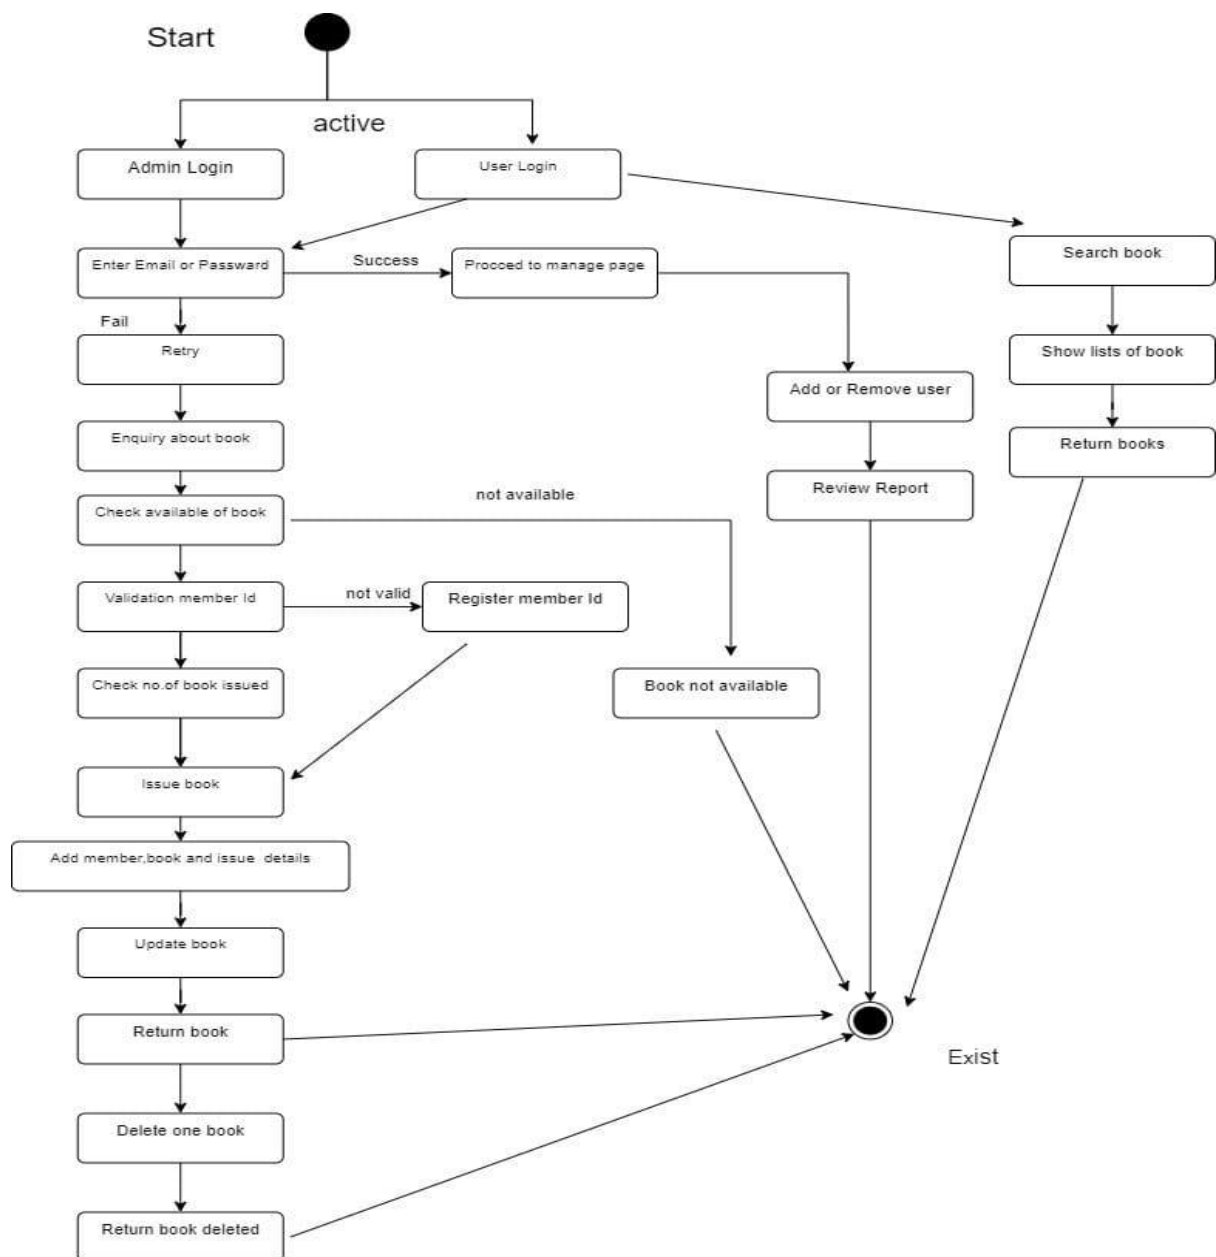 Start
active
Admin Login
User Login
Search book
Enter Email or Passward
Success
Procced to manage page
Fail
Retry
Show lists of book
Add or Remove user
Enquiry about book
Return books
Review Report
not available
Check available of book
Validation member Id
not valid
Register member Id
Check no.of book issued
Book not available
Issue book
Add member,book and issue details
Update book
Return book
Exist
Delete one book
Return book deleted